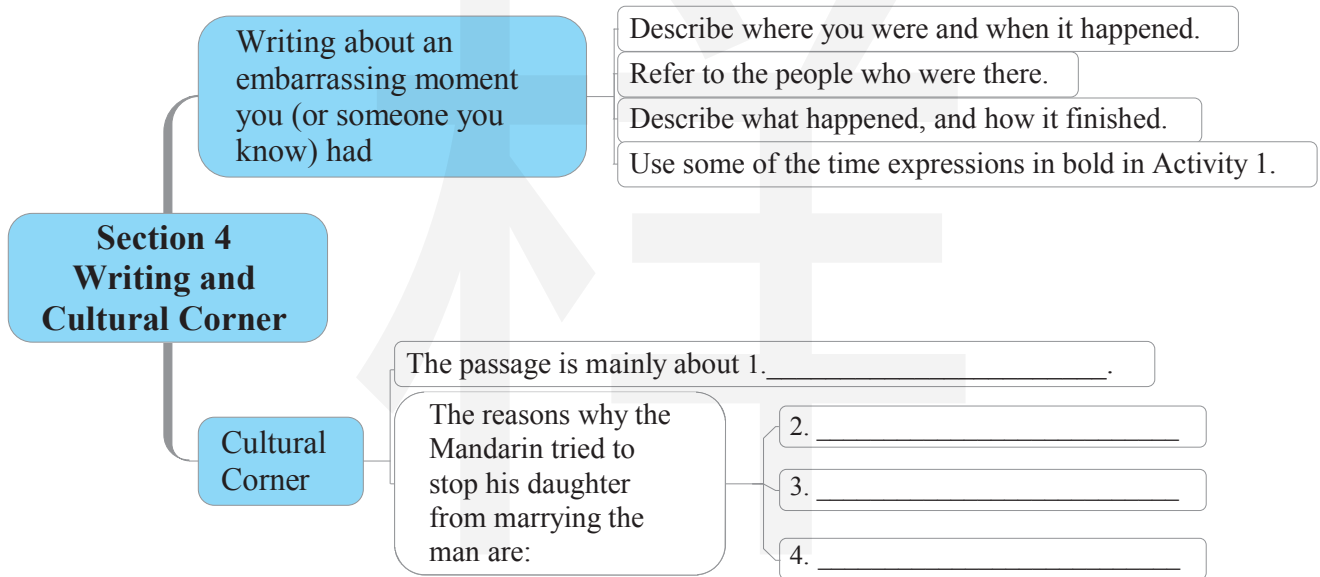 Writing about an
embarrassing moment
you (or someone you
know) had
Describe where you were and when it happened.
Refer to the people who were there.
Describe what happened, and how it finished.
Use some of the time expressions in bold in Activity 1.
Section 4
Writing and
Cultural Corner
Cultural
Corner
The passage is mainly about 1.________________________.
The reasons why the
Mandarin tried to
stop his daughter
from marrying the
man are:
2. __________________________
3. __________________________
4. __________________________